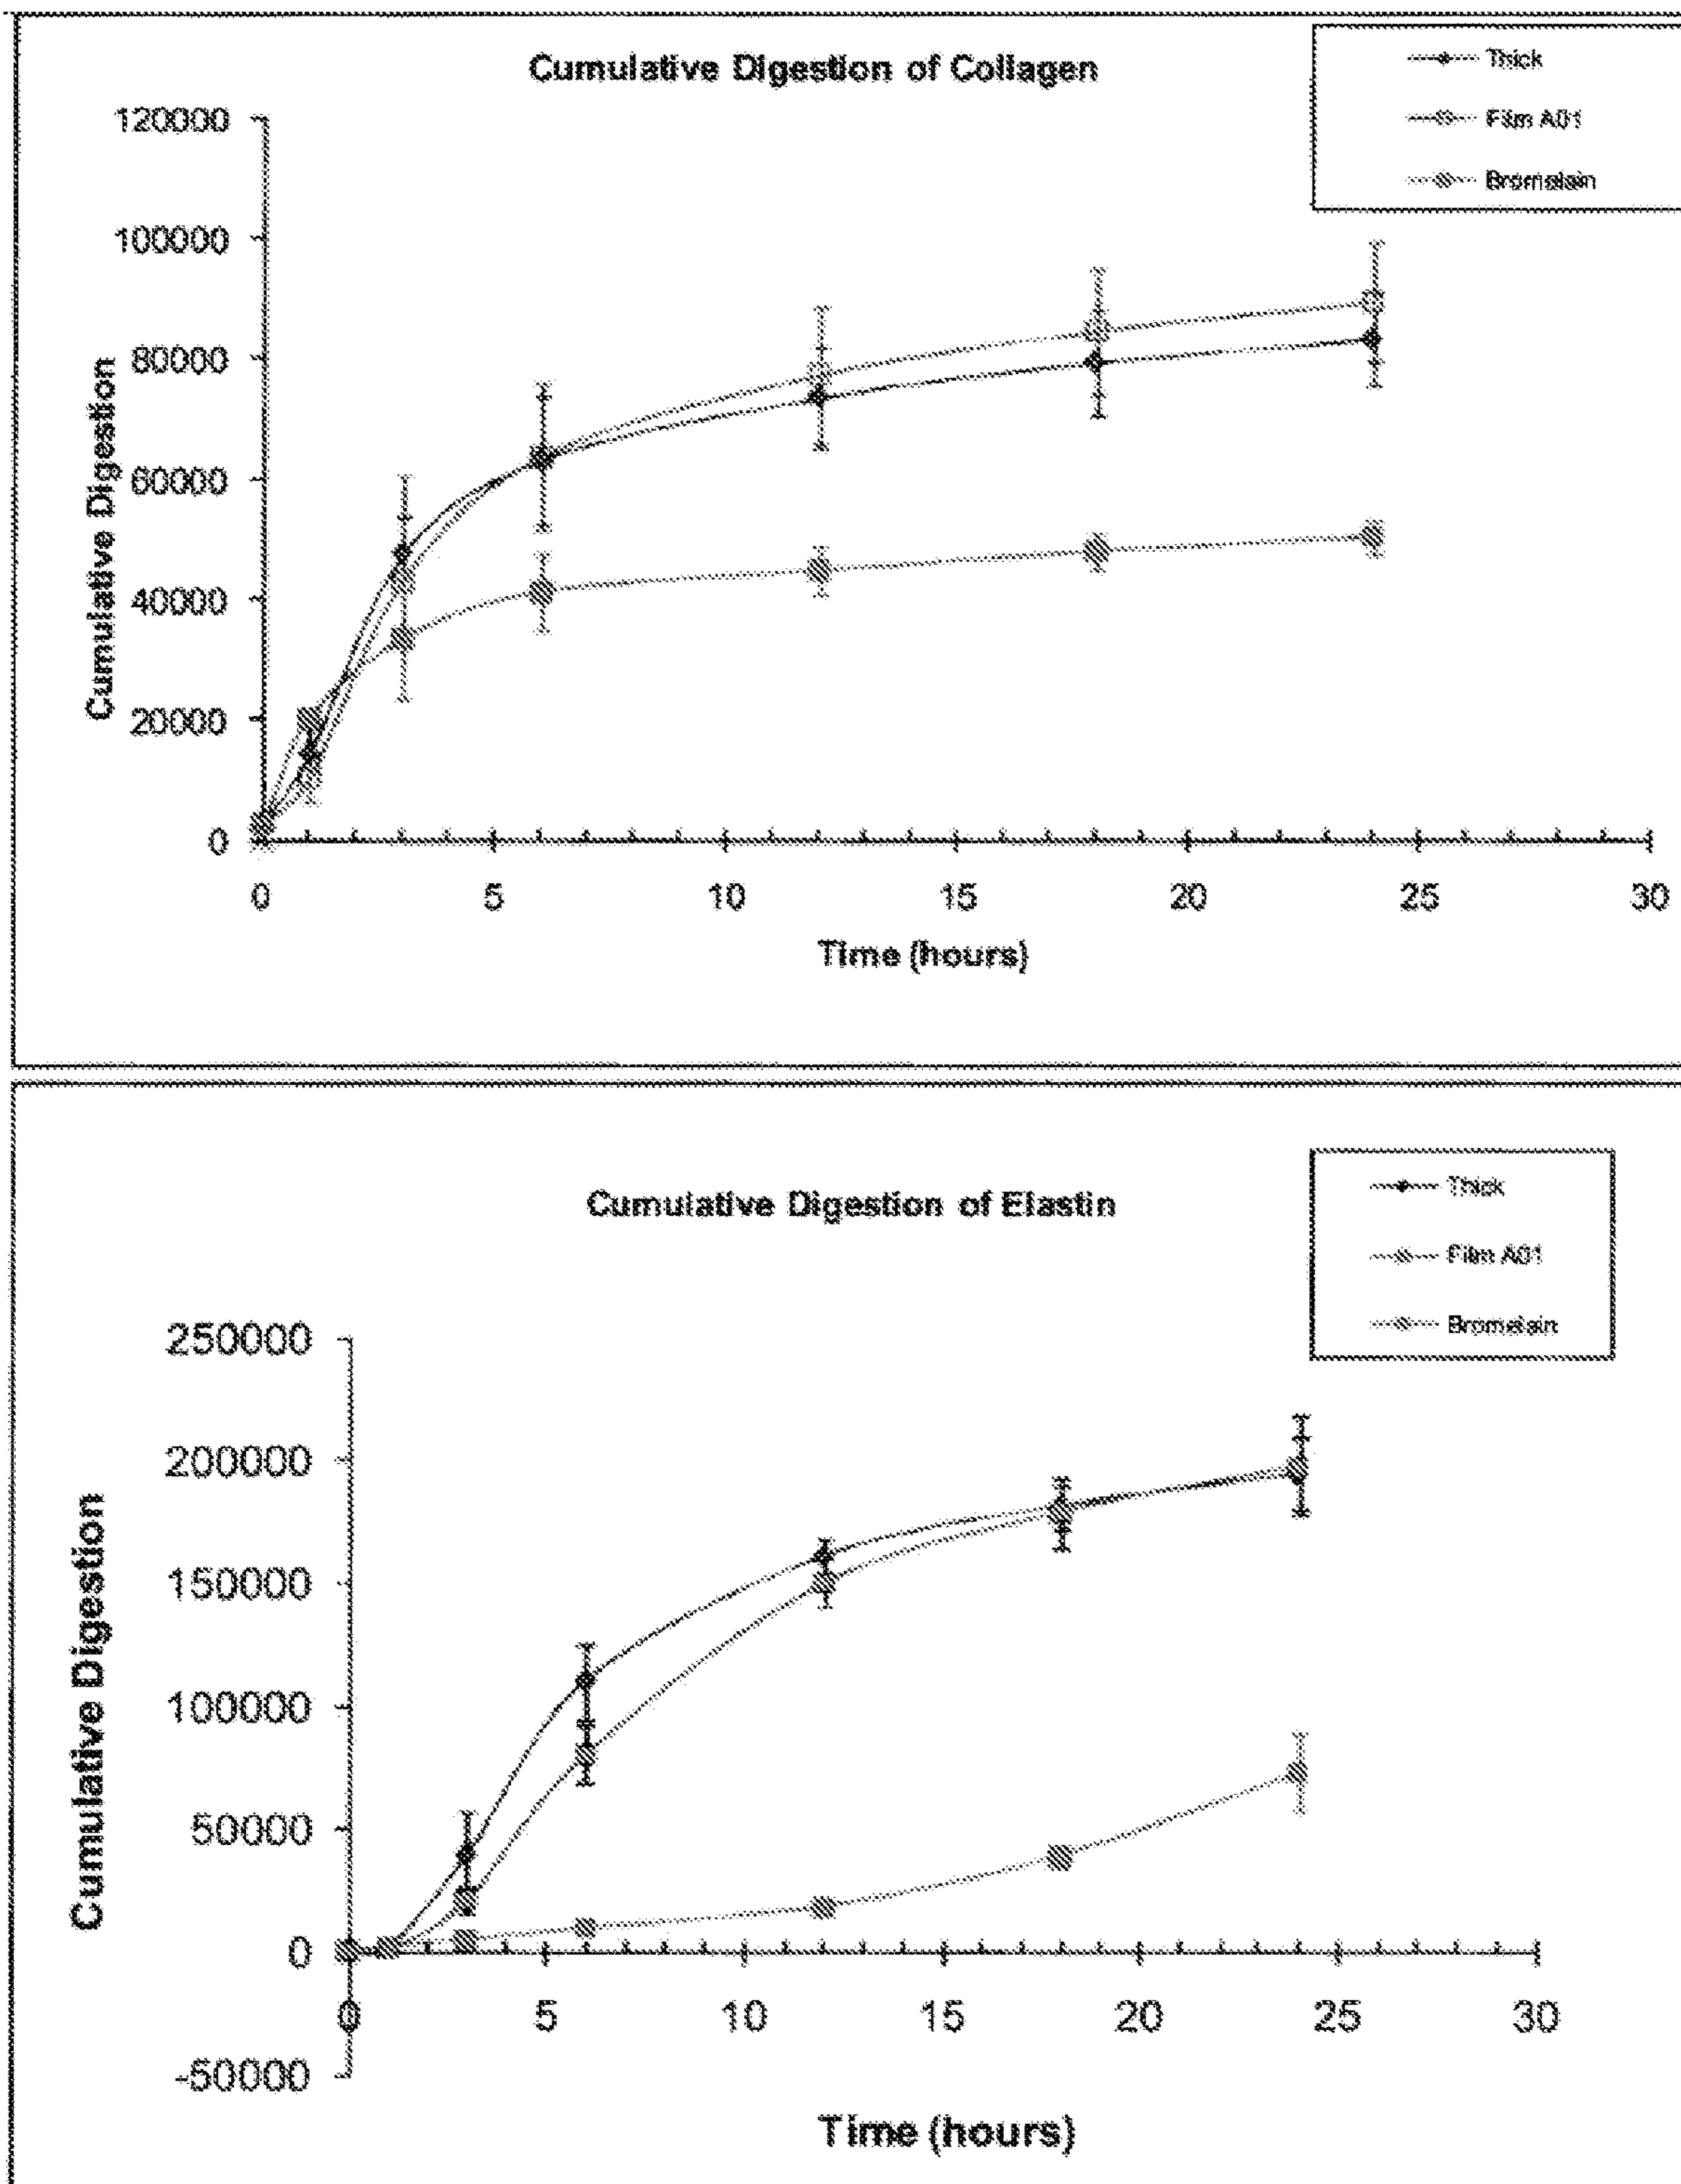 Cumulative Digestion of Collagen
Thick
Film A01
Bromelain
120000
100000
80000
60000
40000
20000
0
Cumulative Digestion
0 5 10 15 20 25 30
Time (hours)
Cumulative Digestion of Elastin
Thick
Film A01
Bromelain
250000
200000
150000
100000
50000
0
-50000
Cumulative Digestion
0 5 10 15 20 25 30
Time (hours)